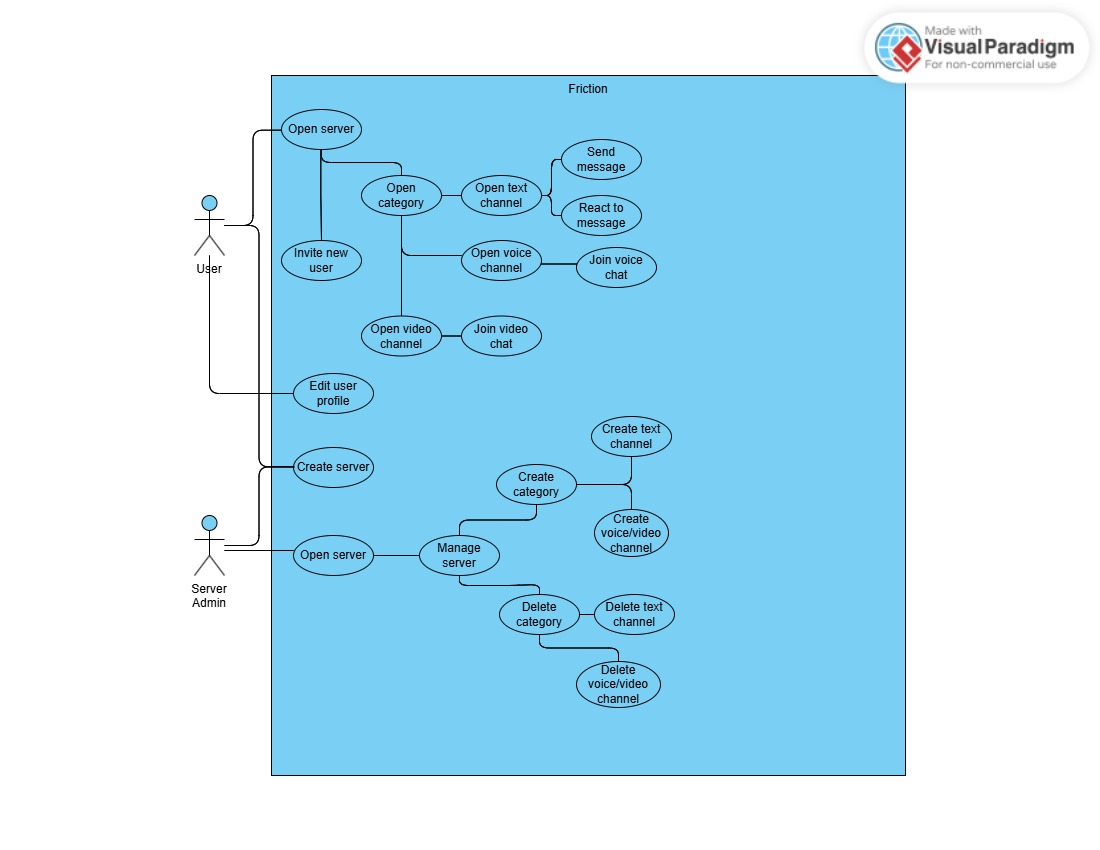 Made with
VisualParadigm
For non-commercial use
Friction
Open server
Send
message
Open
category
Open text
channel
React to
message
User
Invite new
user
Open voice
channel
Join voice
chat
Open video
channel
Join video
chat
Edit user
profile
Create text
channel
Create server
Create
category
Create
voice/video
channel
Server
Admin
Open server
Manage
server
Delete
category
Delete text
channel
Delete
voice/video
channel